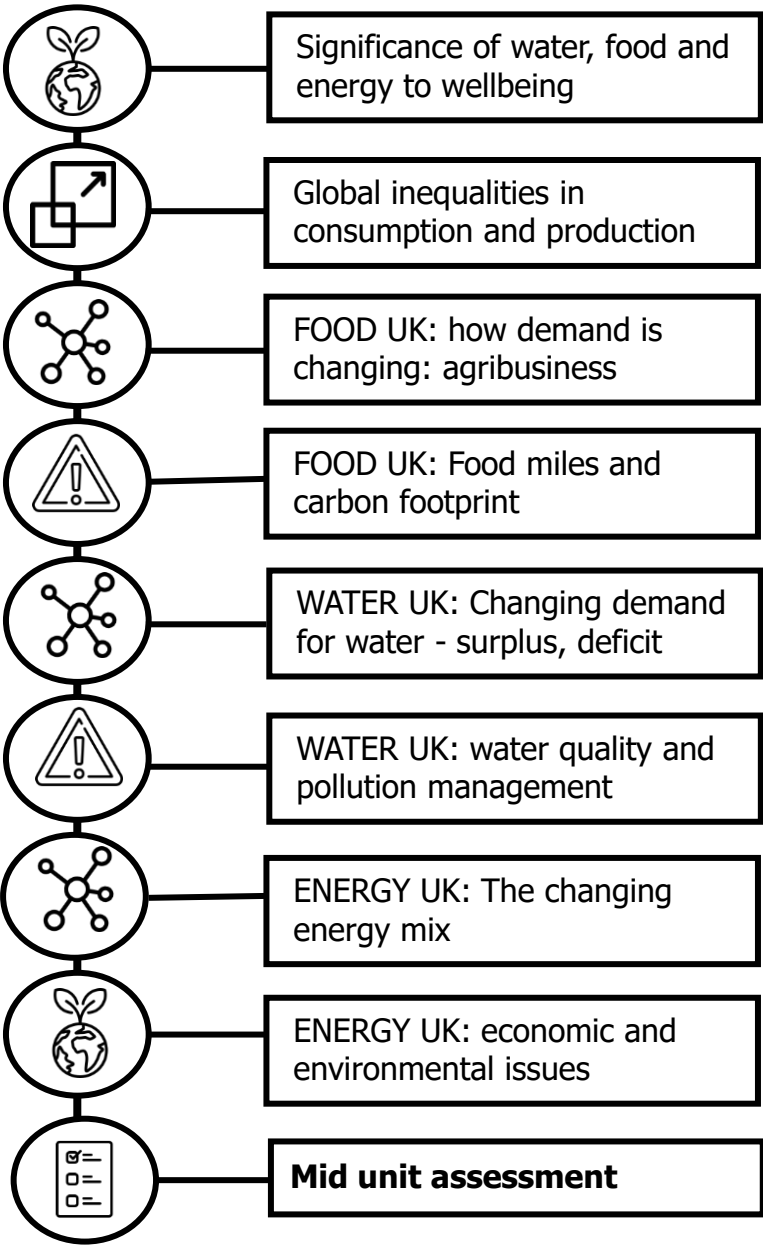 Significance of water, food and
energy to wellbeing
Global inequalities in
consumption and production
FOOD UK: how demand is
changing: agribusiness
FOOD UK: Food miles and
carbon footprint
WATER UK: Changing demand
for water - surplus, deficit
WATER UK: water quality and
pollution management
ENERGY UK: The changing
energy mix
ENERGY UK: economic and
environmental issues
Mid unit assessment